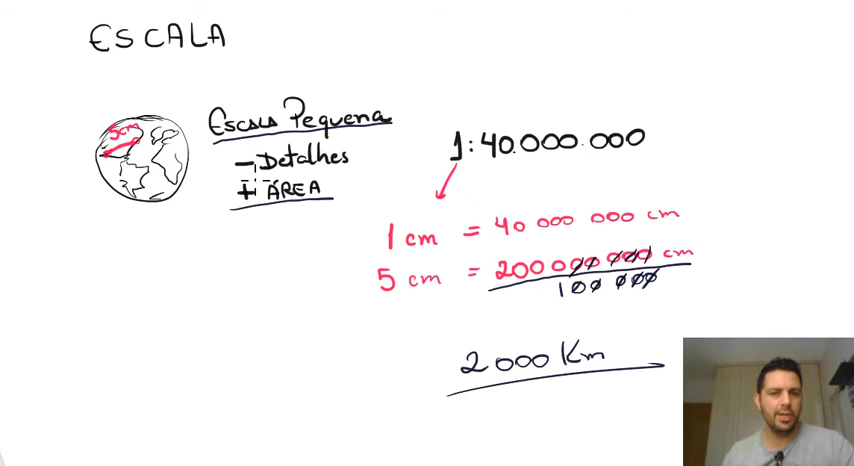 ESCALA
5cm
Escala Pequena
- Detalhes
+ ÁREA
1:40.000.000
1 cm = 40 000 000 cm
5 cm = 200 000 000 cm
100 000
2 000 Km